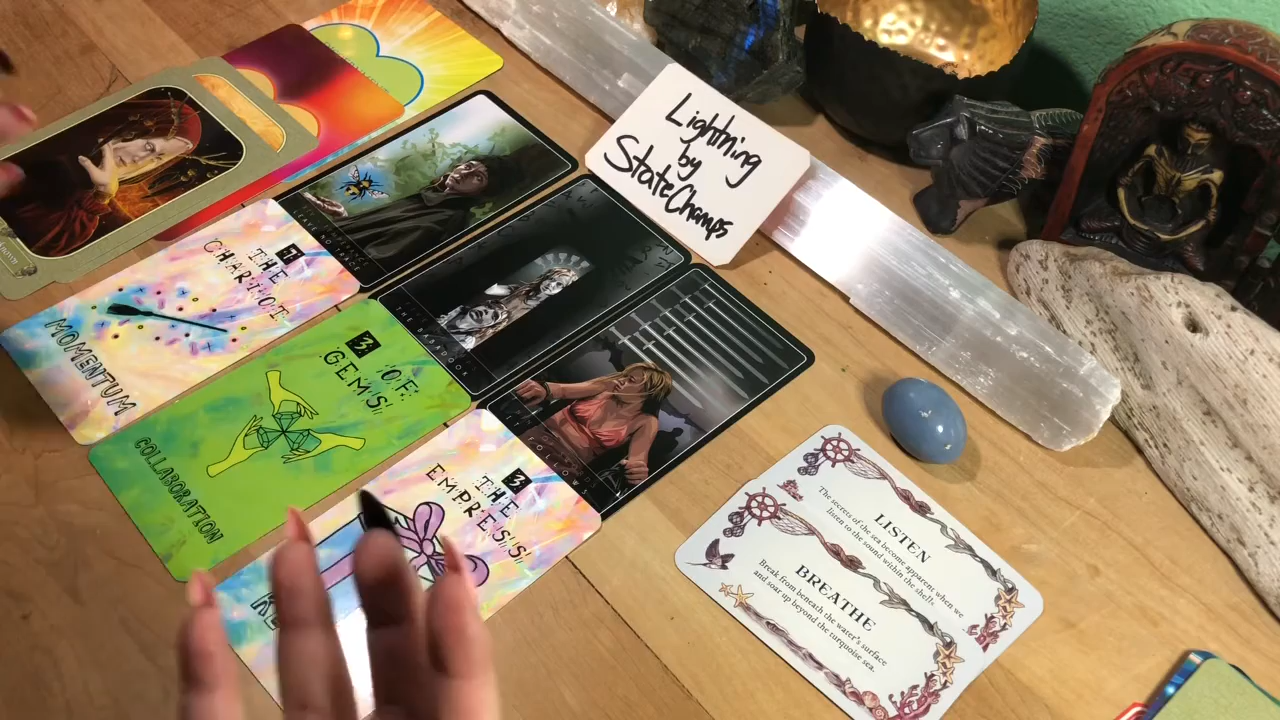 Lightning
by
StateChamps
7
THE
CHARIOT
MOMENTUM
3
OF
GEMS
COLLABORATION
3
THE
EMPRESS
LISTEN
The secrets of the sea become apparent when we
listen to the sound within the shells.
BREATHE
Break from beneath the water's surface
and soar up beyond the turquoise sea.